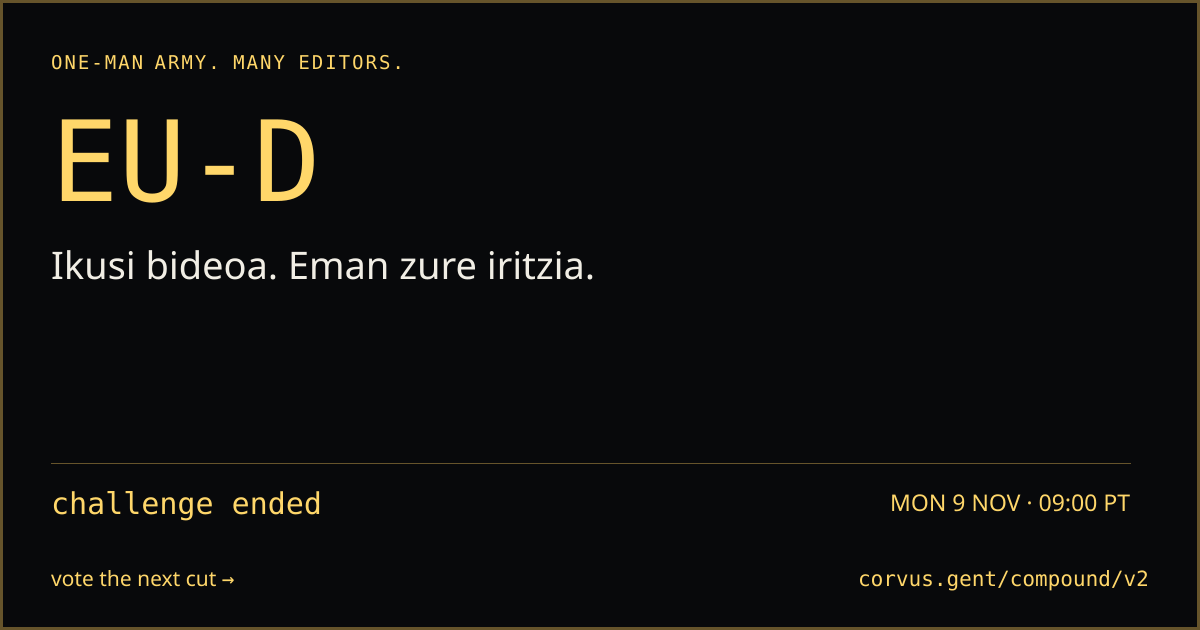 ONE-MAN ARMY. MANY EDITORS.
EU-D
Ikusi bideoa. Eman zure iritzia.
challenge ended
MON 9 NOV · 09:00 PT
vote the next cut →
corvus.gent/compound/v2